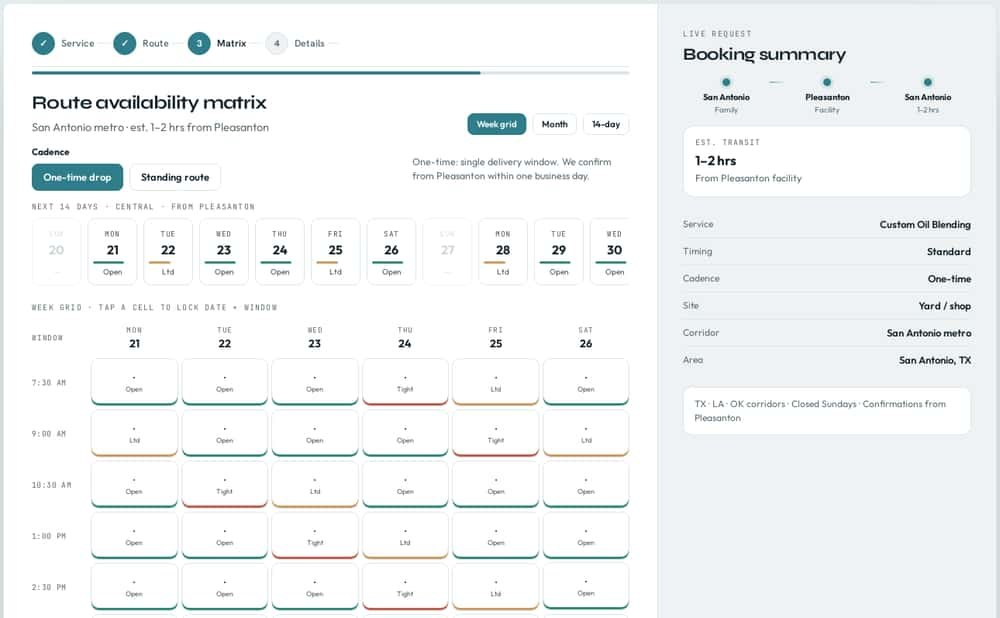 ✓ Service ✓ Route 3 Matrix 4 Details
Route availability matrix
San Antonio metro · est. 1–2 hrs from Pleasanton
Week grid Month 14-day
Cadence
One-time drop Standing route
One-time: single delivery window. We confirm
from Pleasanton within one business day.
NEXT 14 DAYS · CENTRAL · FROM PLEASANTON
SUN MON TUE WED THU FRI SAT SUN MON TUE WED
20 21 22 23 24 25 26 27 28 29 30
— Open Ltd Open Open Ltd Open — Ltd Open Open
WEEK GRID · TAP A CELL TO LOCK DATE + WINDOW
WINDOW
MON TUE WED THU FRI SAT
21 22 23 24 25 26
7:30 AM
Open Open Open Tight Ltd Open
9:00 AM
Ltd Open Open Open Tight Ltd
10:30 AM
Open Tight Ltd Open Open Open
1:00 PM
Open Open Tight Ltd Open Open
2:30 PM
Open Open Open Tight Ltd Open
LIVE REQUEST
Booking summary
San Antonio Pleasanton San Antonio
Family Facility 1–2 hrs
EST. TRANSIT
1–2 hrs
From Pleasanton facility
Service Custom Oil Blending
Timing Standard
Cadence One-time
Site Yard / shop
Corridor San Antonio metro
Area San Antonio, TX
TX · LA · OK corridors · Closed Sundays · Confirmations from
Pleasanton